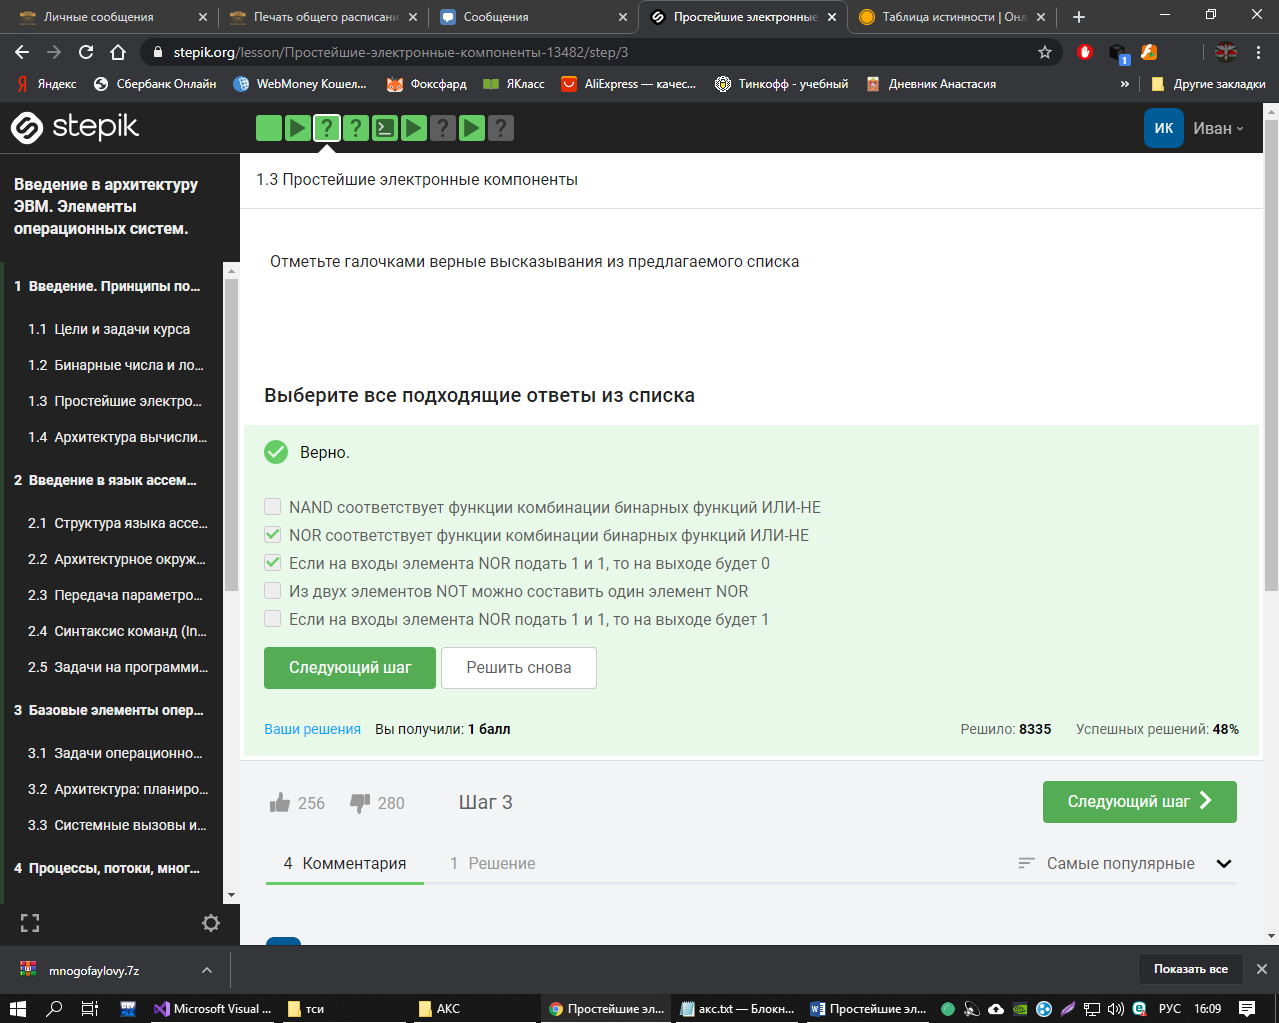 Личные сообщения
Печать общего расписани
Сообщения
Простейшие электронные
Таблица истинности | Онл
stepik.org/lesson/Простейшие-электронные-компоненты-13482/step/3
Яндекс
Сбербанк Онлайн
WebMoney Кошел...
Фоксфорд
ЯКласс
AliExpress — качес...
Тинкофф - учебный
Дневник Анастасия
»
Другие закладки
stepik
ИК
Иван
Введение в архитектуру
ЭВМ. Элементы
операционных систем.
1 Введение. Принципы по...
1.1 Цели и задачи курса
1.2 Бинарные числа и ло...
1.3 Простейшие электро...
1.4 Архитектура вычисли...
2 Введение в язык ассем...
2.1 Структура языка ассе...
2.2 Архитектурное окруж...
2.3 Передача параметро...
2.4 Синтаксис команд (In...
2.5 Задачи на программи...
3 Базовые элементы опер...
3.1 Задачи операционно...
3.2 Архитектура: планиро...
3.3 Системные вызовы и...
4 Процессы, потоки, мног...
1.3 Простейшие электронные компоненты
Отметьте галочками верные высказывания из предлагаемого списка
Выберите все подходящие ответы из списка
Верно.
NAND соответствует функции комбинации бинарных функций ИЛИ-НЕ
NOR соответствует функции комбинации бинарных функций ИЛИ-НЕ
Если на входы элемента NOR подать 1 и 1, то на выходе будет 0
Из двух элементов NOT можно составить один элемент NOR
Если на входы элемента NOR подать 1 и 1, то на выходе будет 1
Следующий шаг
Решить снова
Ваши решения Вы получили: 1 балл
Решило: 8335 Успешных решений: 48%
256
280
Шаг 3
Следующий шаг
4 Комментария
1 Решение
Самые популярные
mnogofaylovy.7z
Показать все
Microsoft Visual ...
тси
АКС
Простейшие эл...
акс.txt — Блокн...
Простейшие эл...
РУС
16:09